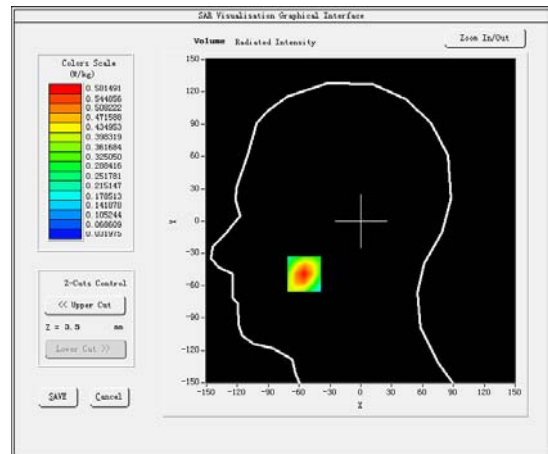 SAR Visualisation Graphical Interface
Volume Radiated Intensity
Zoom In/Out
Colors Scale
(W/kg)
0.581491
0.544856
0.508222
0.471588
0.434953
0.398319
0.361684
0.325050
0.288416
0.251781
0.215147
0.178513
0.141878
0.105244
0.068609
0.031975
Z-Cuts Control
<< Upper Cut
Z = 3.5 mm
Lower Cut >>
SAVE Cancel
150
120
90
60
30
0
-30
-60
-90
-120
-150
Y
-150 -120 -90 -60 -30 0 30 60 90 120 150
X